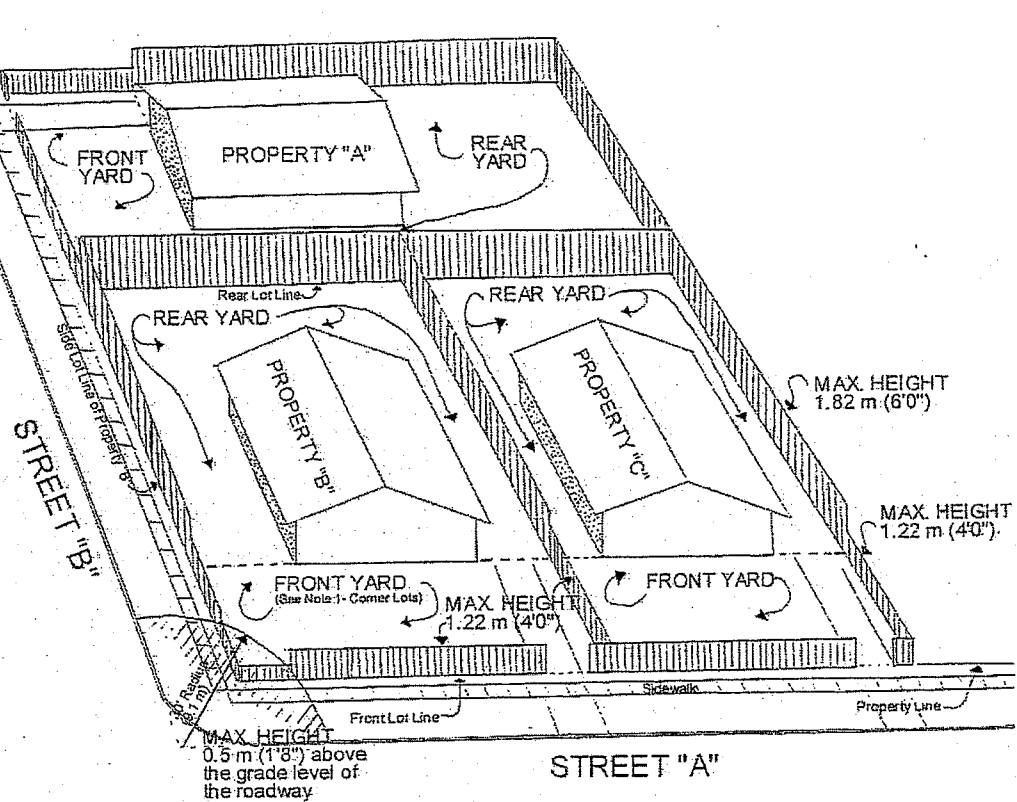 FRONT
YARD
PROPERTY "A"
REAR
YARD
Rear Lot Line
REAR YARD
REAR YARD
Side Lot Line of Property "B"
PROPERTY "B"
PROPERTY "C"
MAX. HEIGHT
1.82 m (6'0")
STREET "B"
MAX. HEIGHT
1.22 m (4'0")
FRONT YARD
(See Note 1 - Corner Lots)
MAX. HEIGHT
1.22 m (4'0")
FRONT YARD
Radius
(9.1 m)
Sidewalk
Property Line
Front Lot Line
MAX. HEIGHT
0.5 m (1'8") above
the grade level of
the roadway
STREET "A"